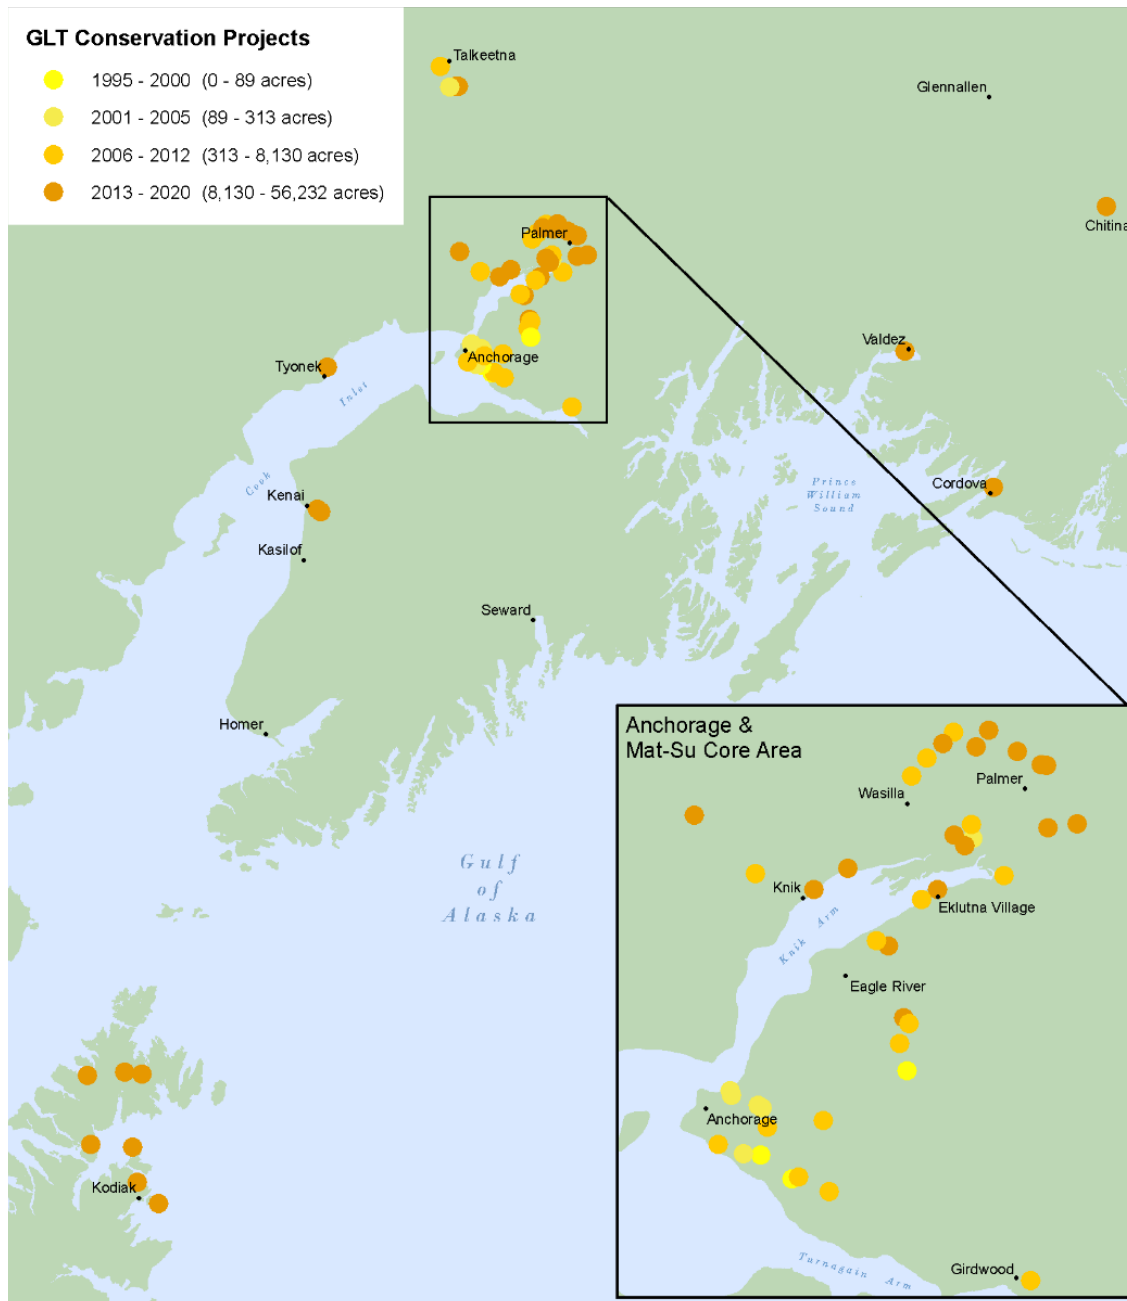 GLT Conservation Projects
1995 - 2000 (0 - 89 acres)
2001 - 2005 (89 - 313 acres)
2006 - 2012 (313 - 8,130 acres)
2013 - 2020 (8,130 - 56,232 acres)
Talkeetna
Glennallen
Chitina
Palmer
Anchorage
Tyonek
Inlet
Cook
Valdez
Prince
William
Sound
Cordova
Kenai
Kasilof
Seward
Homer
Gulf
of
Alaska
Kodiak
Anchorage &
Mat-Su Core Area
Palmer
Wasilla
Knik
Eklutna Village
Knik Arm
Eagle River
Anchorage
Turnagain Arm
Girdwood